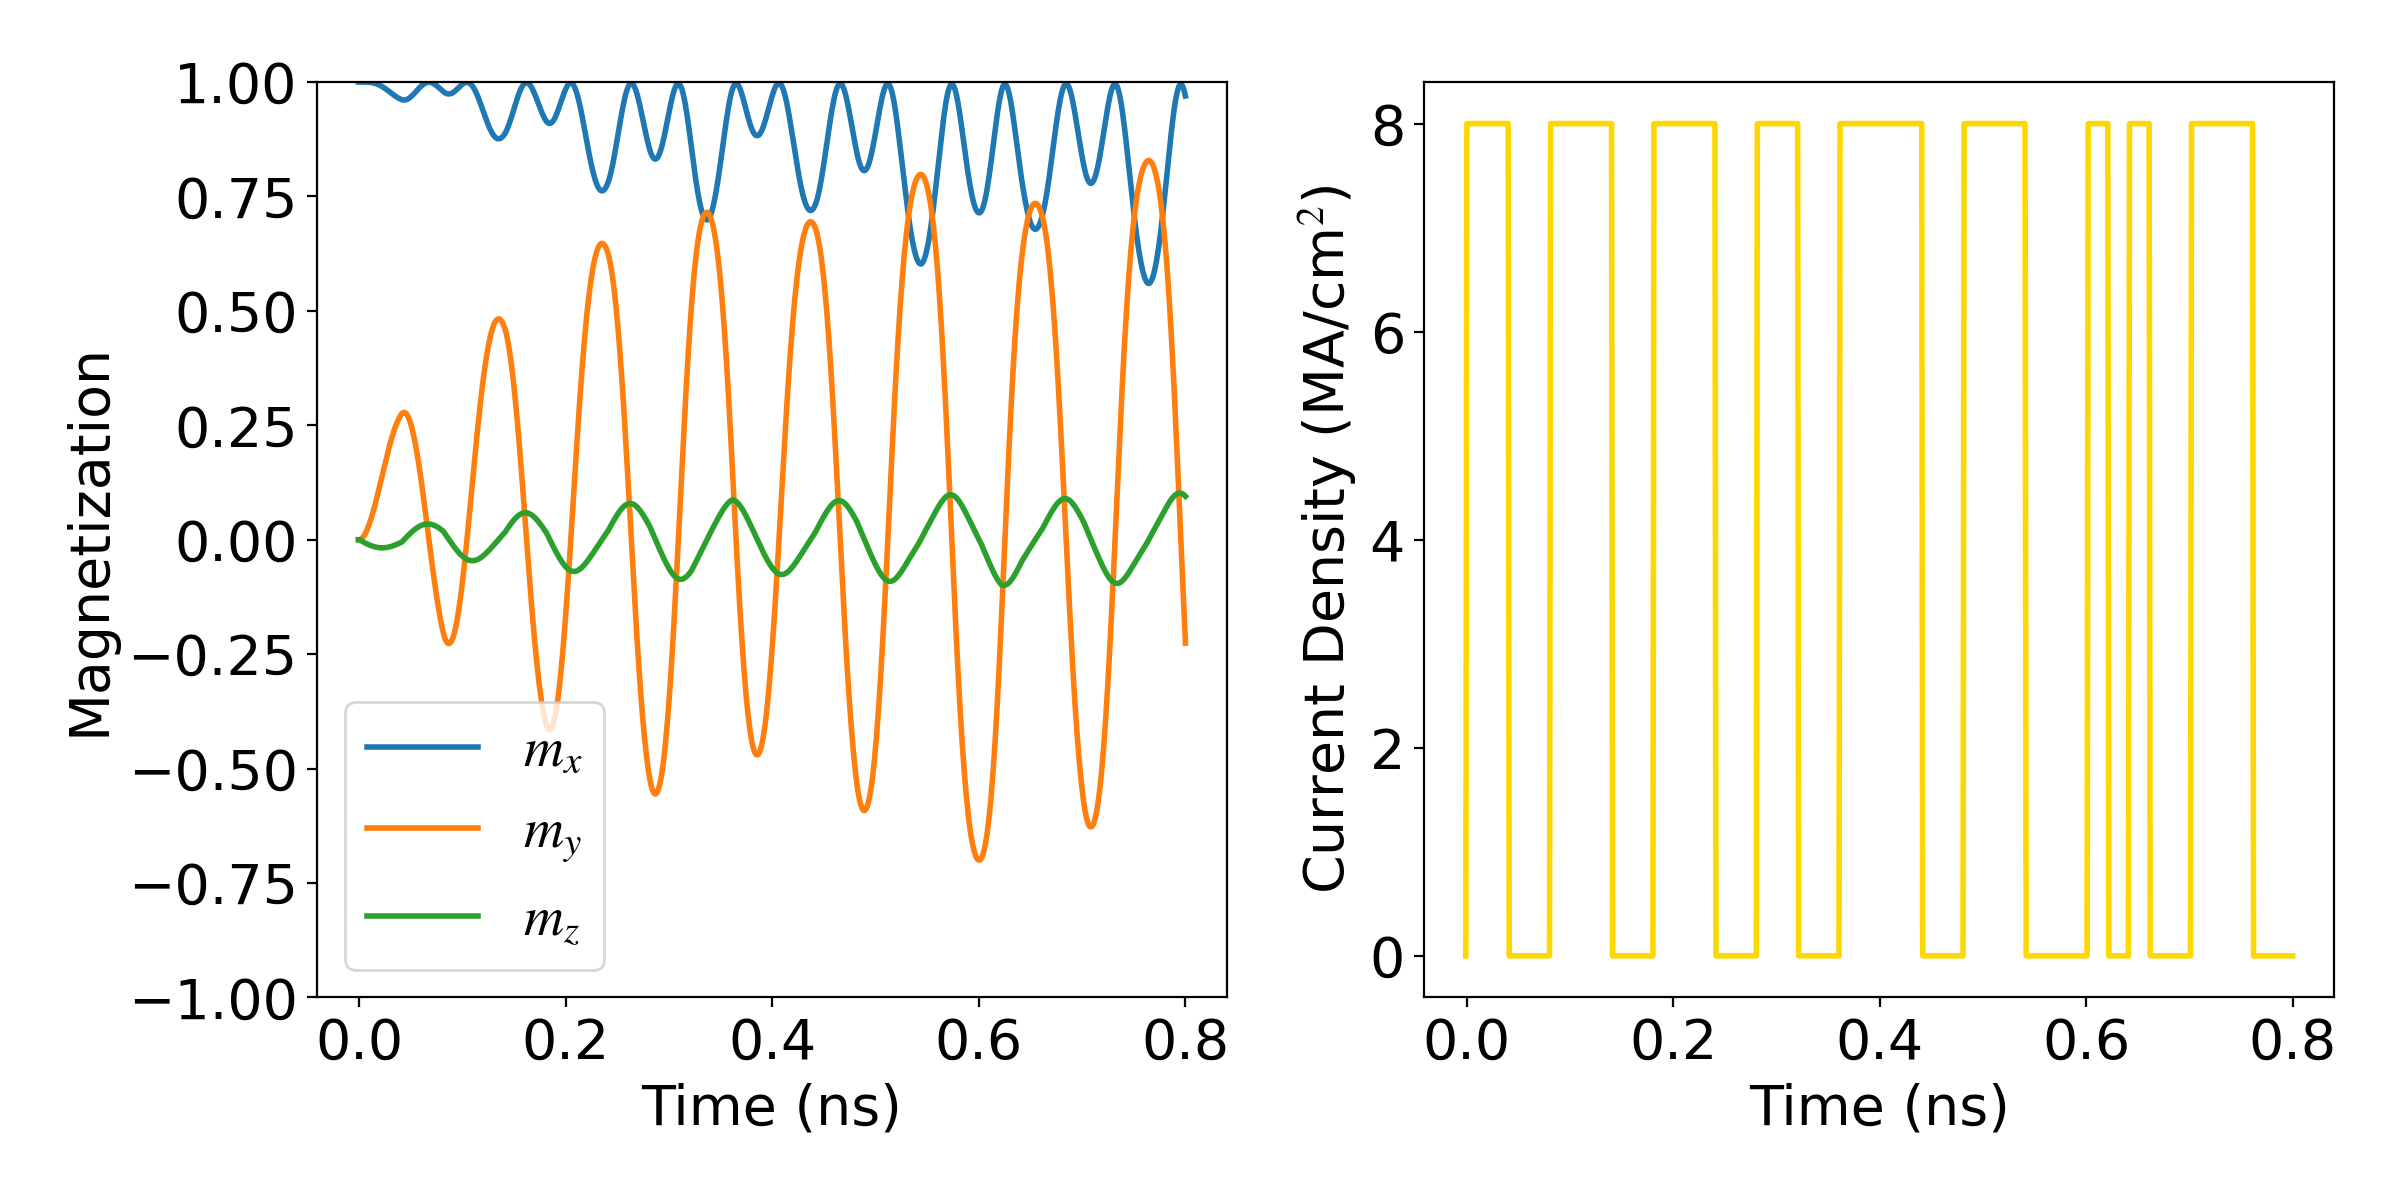 1.00
0.75
0.50
0.25
0.00
−0.25
−0.50
−0.75
−1.00
Magnetization
m_x
m_y
m_z
0.0 0.2 0.4 0.6 0.8
Time (ns)
8
6
4
2
0
Current Density (MA/cm²)
0.0 0.2 0.4 0.6 0.8
Time (ns)